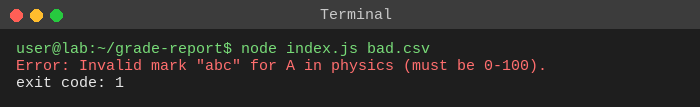 Terminal
user@lab:~/grade-report$ node index.js bad.csv
Error: Invalid mark "abc" for A in physics (must be 0-100).
exit code: 1